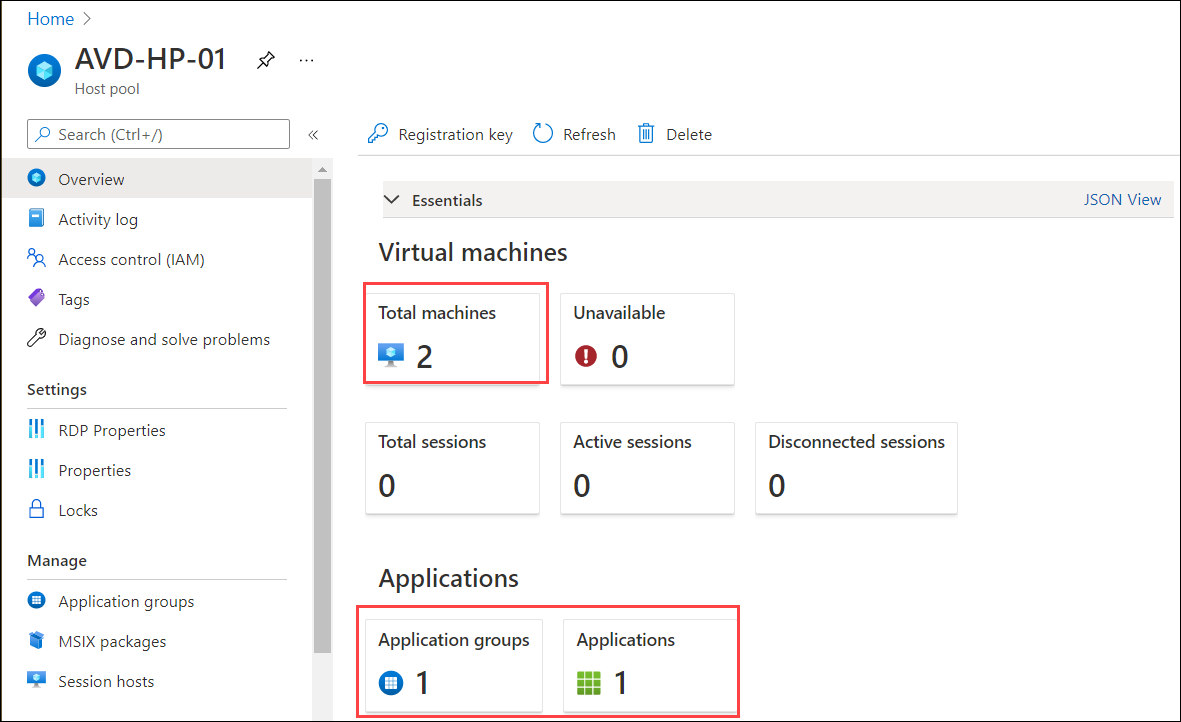 Home
AVD-HP-01
Host pool
Search (Ctrl+/)
Registration key
Refresh
Delete
Overview
Activity log
Access control (IAM)
Tags
Diagnose and solve problems
Settings
RDP Properties
Properties
Locks
Manage
Application groups
MSIX packages
Session hosts
Essentials
JSON View
Virtual machines
Total machines
2
Unavailable
0
Total sessions
0
Active sessions
0
Disconnected sessions
0
Applications
Application groups
1
Applications
1